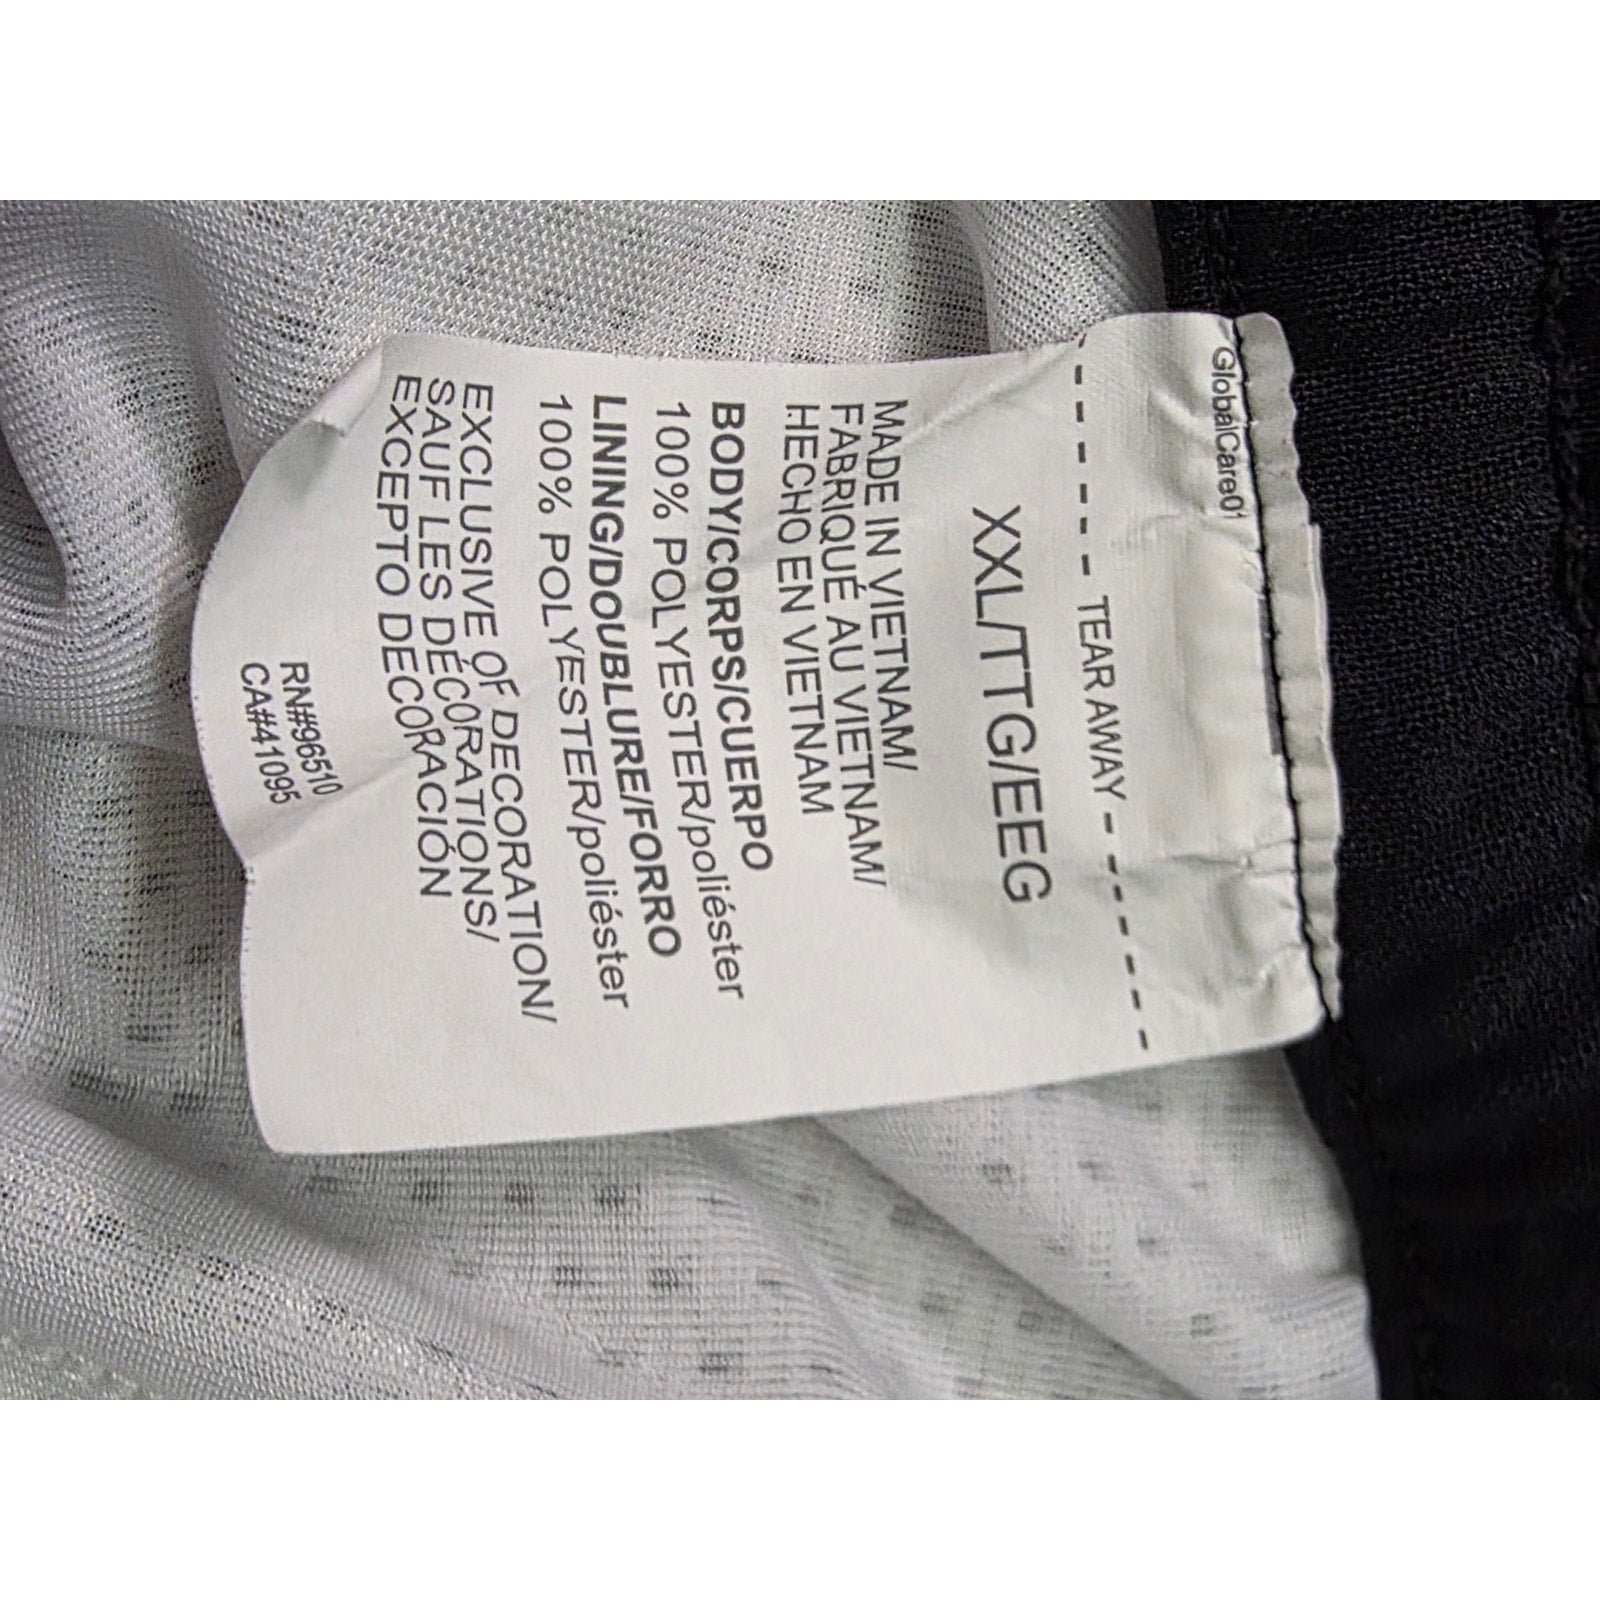 GlobalCare01
- - - - - - TEAR AWAY - - - - - - -
XXL/TTG/EEG
MADE IN VIETNAM/
FABRIQUÉ AU VIETNAM/
HECHO EN VIETNAM
BODY/CORPS/CUERPO
100% POLYESTER/poliéster
LINING/DOUBLURE/FORRO
100% POLYESTER/poliéster
EXCLUSIVE OF DECORATION/
SAUF LES DÉCORATIONS/
EXCEPTO DECORACIÓN
RN#96510
CA#41095